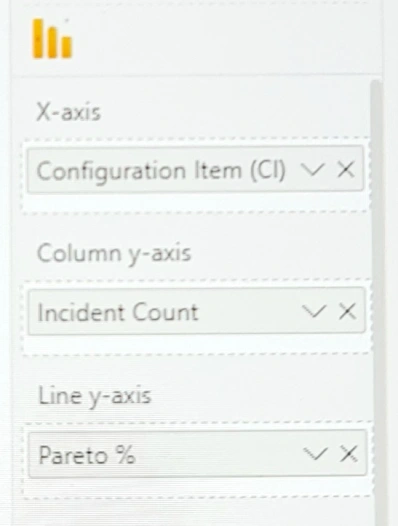 X-axis
Configuration Item (CI)
Column y-axis
Incident Count
Line y-axis
Pareto %